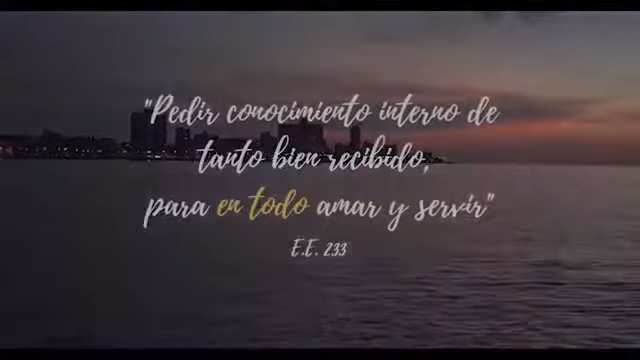 "Pedir conocimiento interno de
tanto bien recibido,
para en todo amar y servir"
E.E. 233